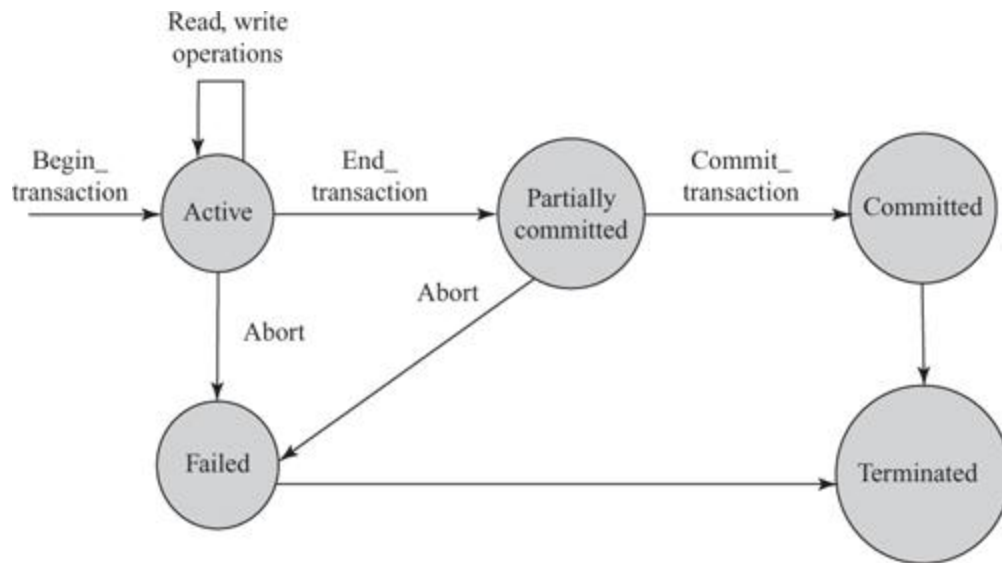 Read, write
operations
Begin_
transaction
End_
transaction
Commit_
transaction
Active
Partially
committed
Committed
Abort
Abort
Failed
Terminated